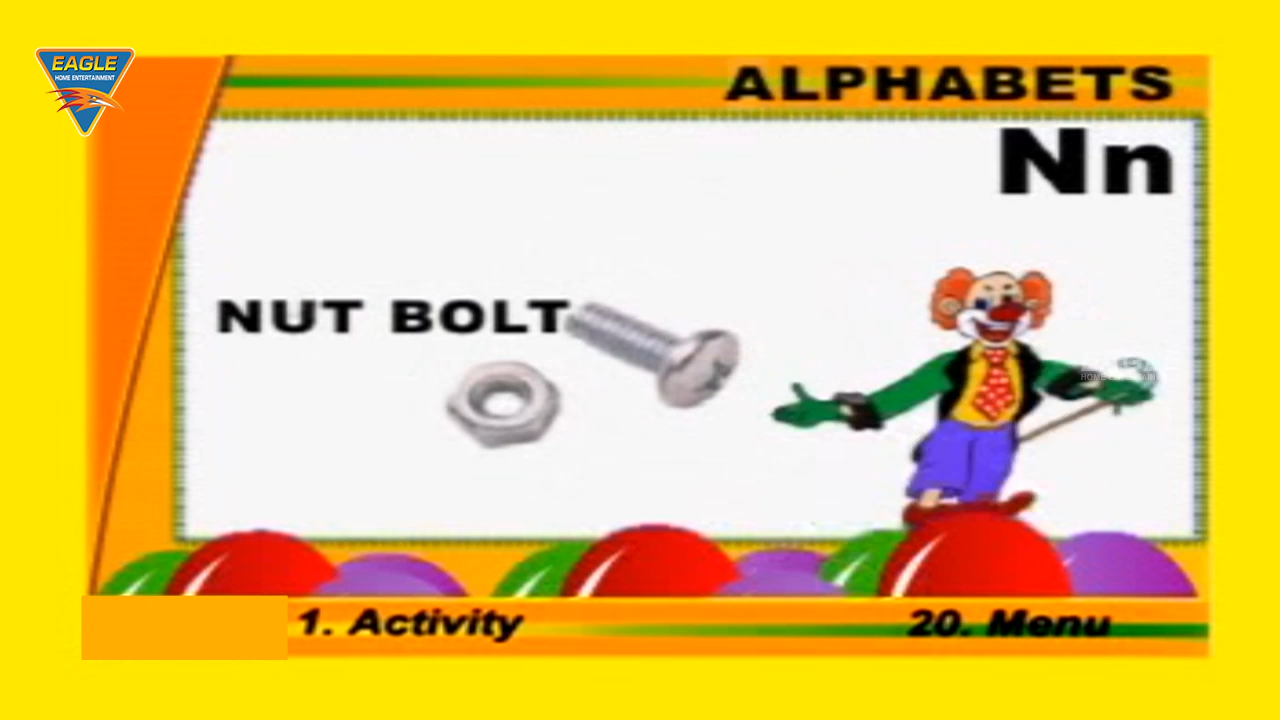 EAGLE
HOME ENTERTAINMENT
ALPHABETS
Nn
NUT BOLT
1. Activity
20. Menu